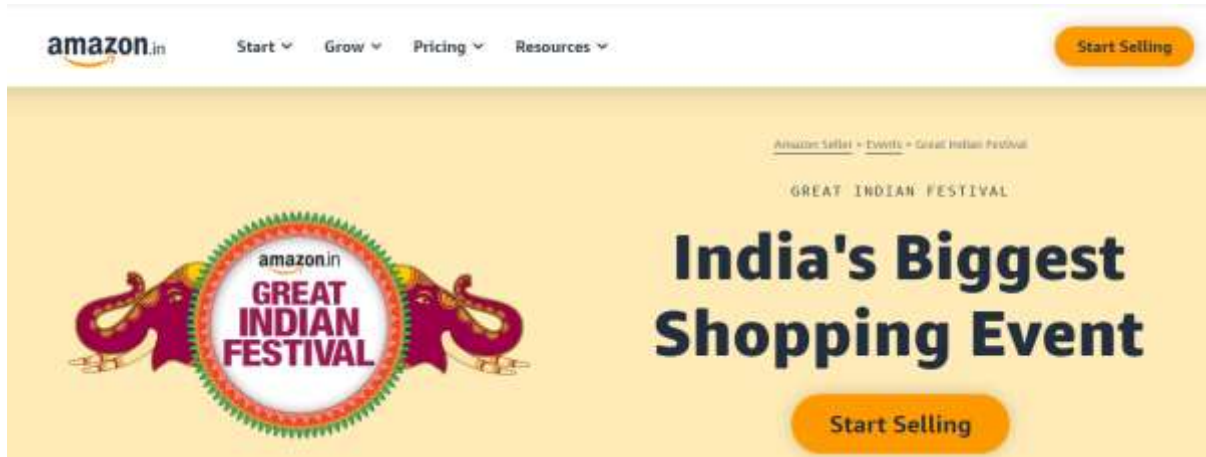 amazon.in Start Grow Pricing Resources Start Selling
Amazon Seller > Events > Great Indian Festival
GREAT INDIAN FESTIVAL
India's Biggest
Shopping Event
Start Selling
amazon.in
GREAT
INDIAN
FESTIVAL